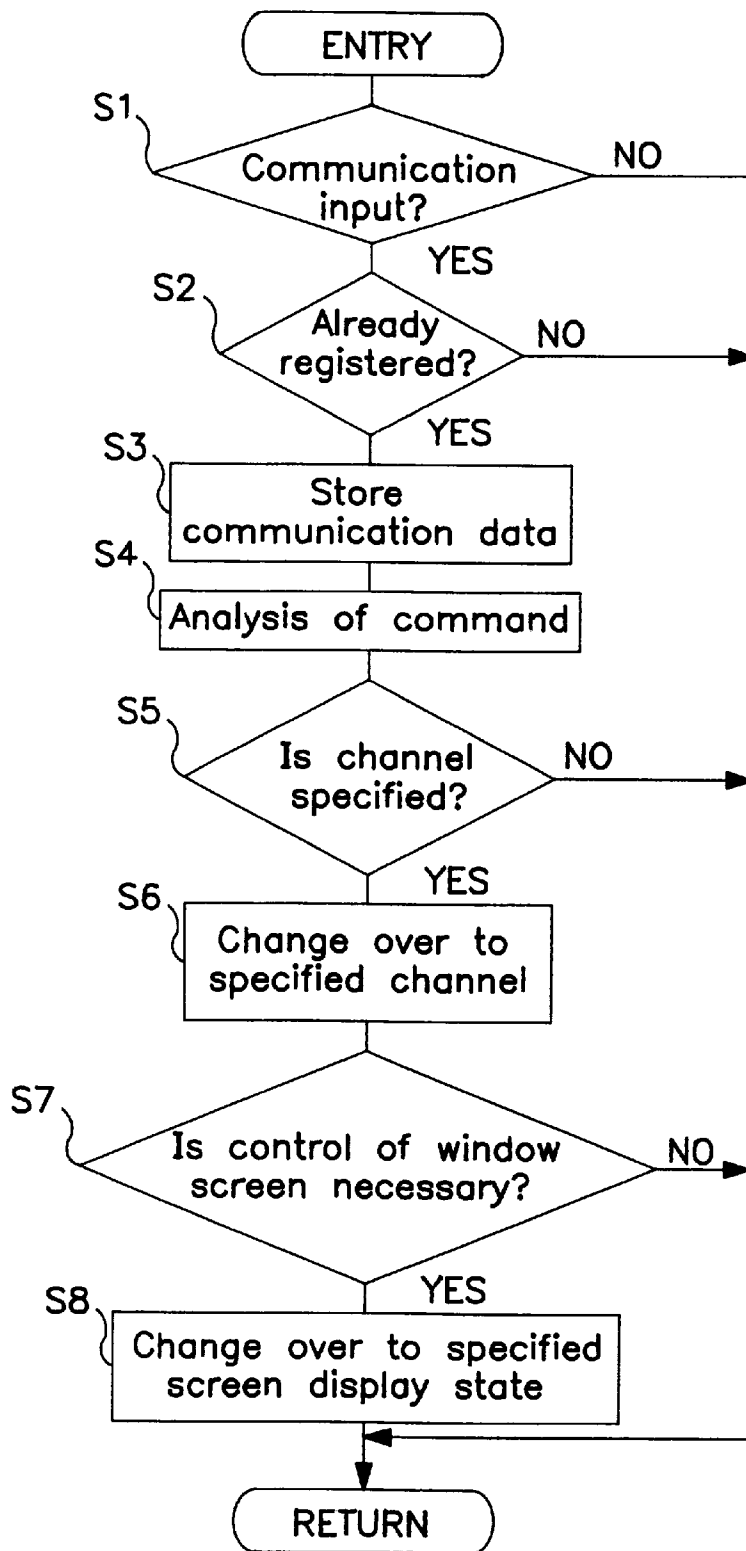 ENTRY
S1
Communication
input?
NO
YES
S2
Already
registered?
NO
YES
S3
Store
communication data
S4
Analysis of command
S5
Is channel
specified?
NO
YES
S6
Change over to
specified channel
S7
Is control of window
screen necessary?
NO
YES
S8
Change over to specified
screen display state
RETURN